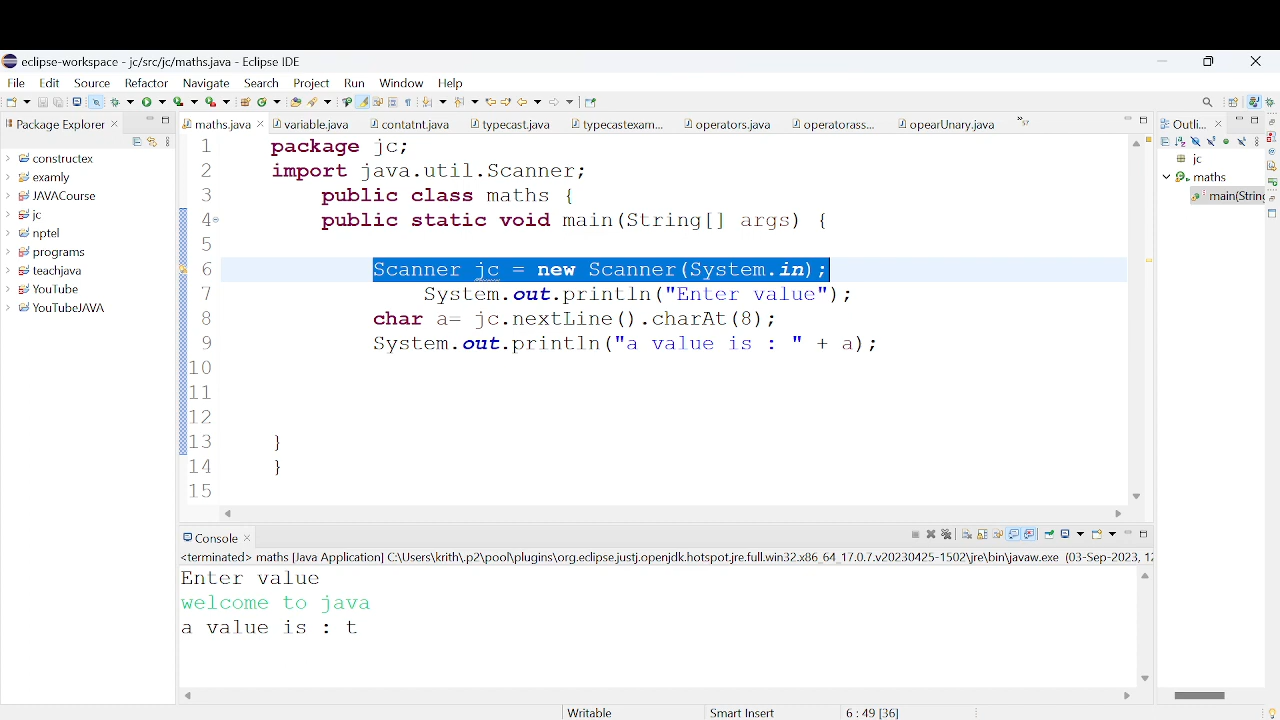 eclipse-workspace - jc/src/jc/maths.java - Eclipse IDE
File Edit Source Refactor Navigate Search Project Run Window Help
Package Explorer
maths.java variable.java contatnt.java typecast.java typecastexam... operators.java
opearUnary.java
Outli...
constructex
examly
JAVACourse
jc
nptel
programs
teachjava
YouTube
YouTubeJAVA
1 package jc;
2 import java.util.Scanner;
3 public class maths {
4 public static void main(String[] args) {
5
6 Scanner jc = new Scanner(System.in);
7 System.out.println("Enter value");
8 char a= jc.nextLine().charAt(8);
9 System.out.println("a value is : " + a);
10
11
12
13 }
14 }
15
jc
maths
main(String
Console
<terminated> maths [Java Application] C:\Users\krith\.p2\pool\plugins\org.eclipse.justj.openjdk.hotspot.jre.full.win32.x86_64_17.0.7.v20230425-1502\jre\bin\javaw.exe (03-Sep-2023, 12
Enter value
welcome to java
a value is : t
Writable Smart Insert 6 : 49 [36]